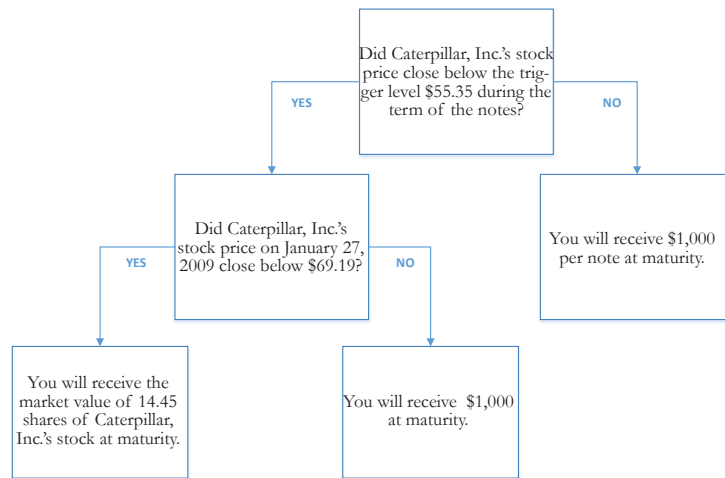 Did Caterpillar, Inc.'s stock
price close below the trig-
ger level $55.35 during the
term of the notes?
YES
NO
Did Caterpillar, Inc.'s
stock price on January 27,
2009 close below $69.19?
You will receive $1,000
per note at maturity.
YES
NO
You will receive the
market value of 14.45
shares of Caterpillar,
Inc.'s stock at maturity.
You will receive $1,000
at maturity.